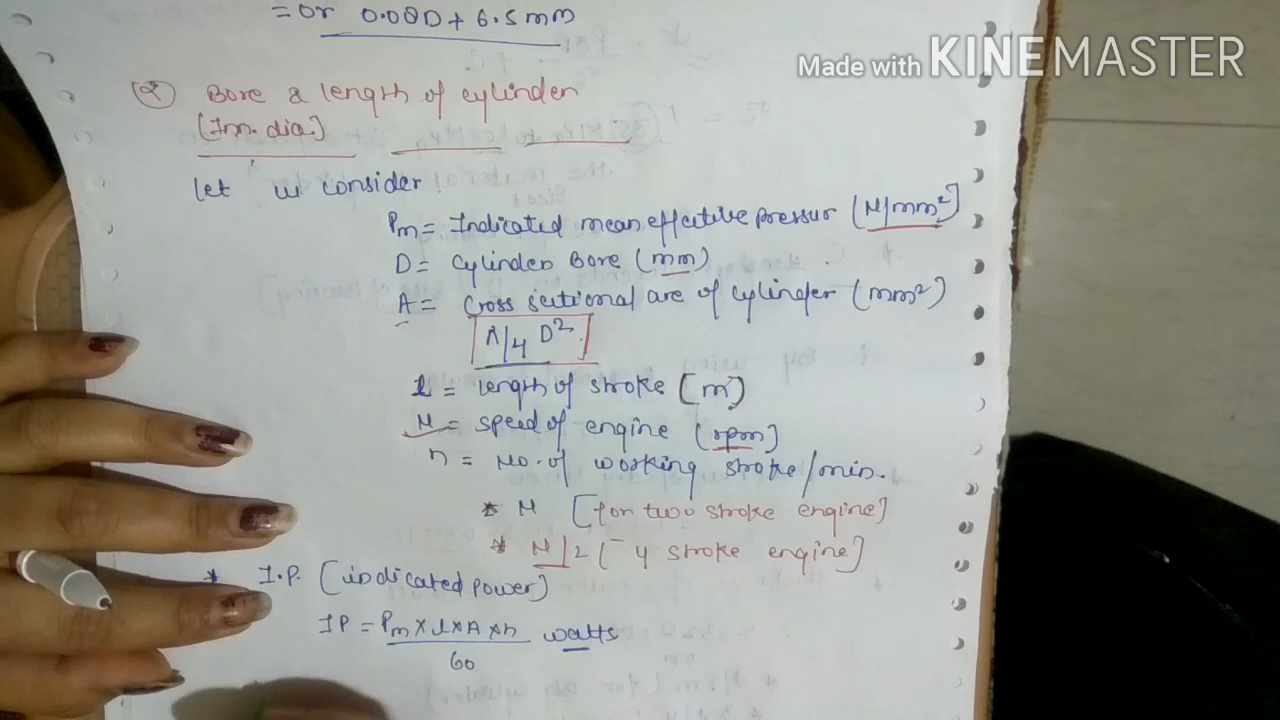 = or 0.08D + 6.5 mm
Made with KINEMASTER
② Bore & length of cylinder
(In. dia.)
let us consider
Pm = Indicated mean effective pressur (N/mm²)
D = Cylinder Bore (mm)
A = Cross sectional are of cylinder (mm²)
π/4 D²
l = length of stroke (m)
N = speed of engine (rpm)
n = No. of working stroke/min.
* N [for two stroke engine]
* N/2 ( – 4 stroke engine]
* I.P. (indicated power)
IP = Pm × l × A × n watts
60